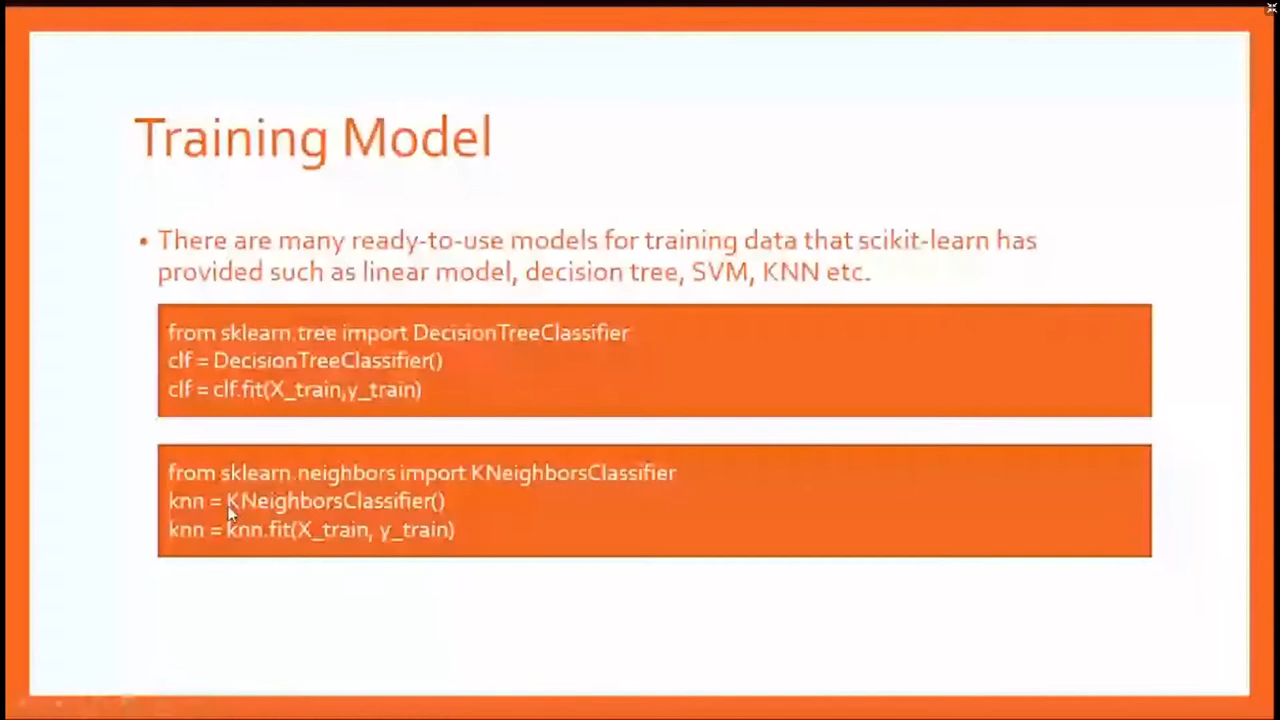 Training Model
• There are many ready-to-use models for training data that scikit-learn has
provided such as linear model, decision tree, SVM, KNN etc.
from sklearn.tree import DecisionTreeClassifier
clf = DecisionTreeClassifier()
clf = clf.fit(X_train,y_train)
from sklearn.neighbors import KNeighborsClassifier
knn = KNeighborsClassifier()
knn = knn.fit(X_train, y_train)